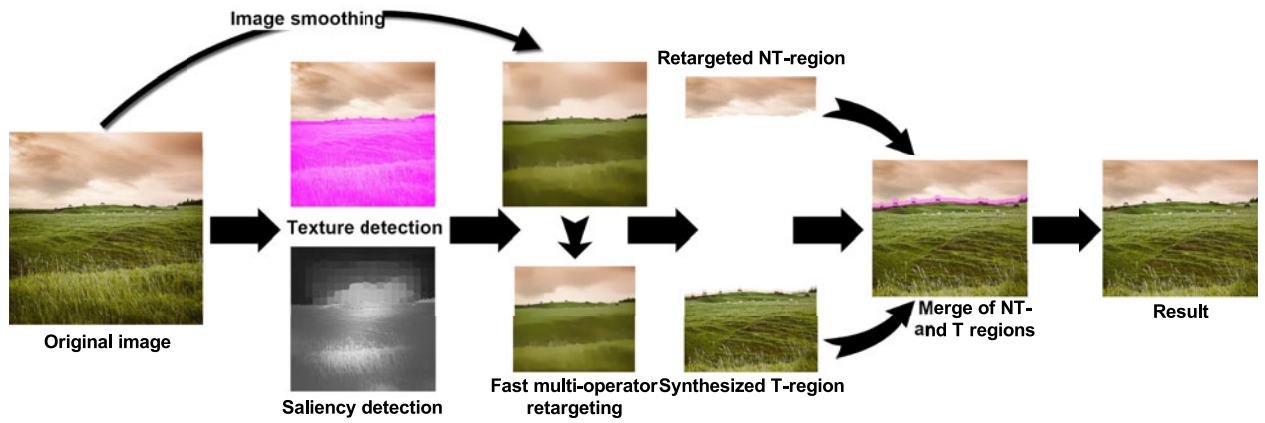 Image smoothing
Retargeted NT-region
Texture detection
Original image
Saliency detection
Fast multi-operator
retargeting
Synthesized T-region
Merge of NT-
and T regions
Result